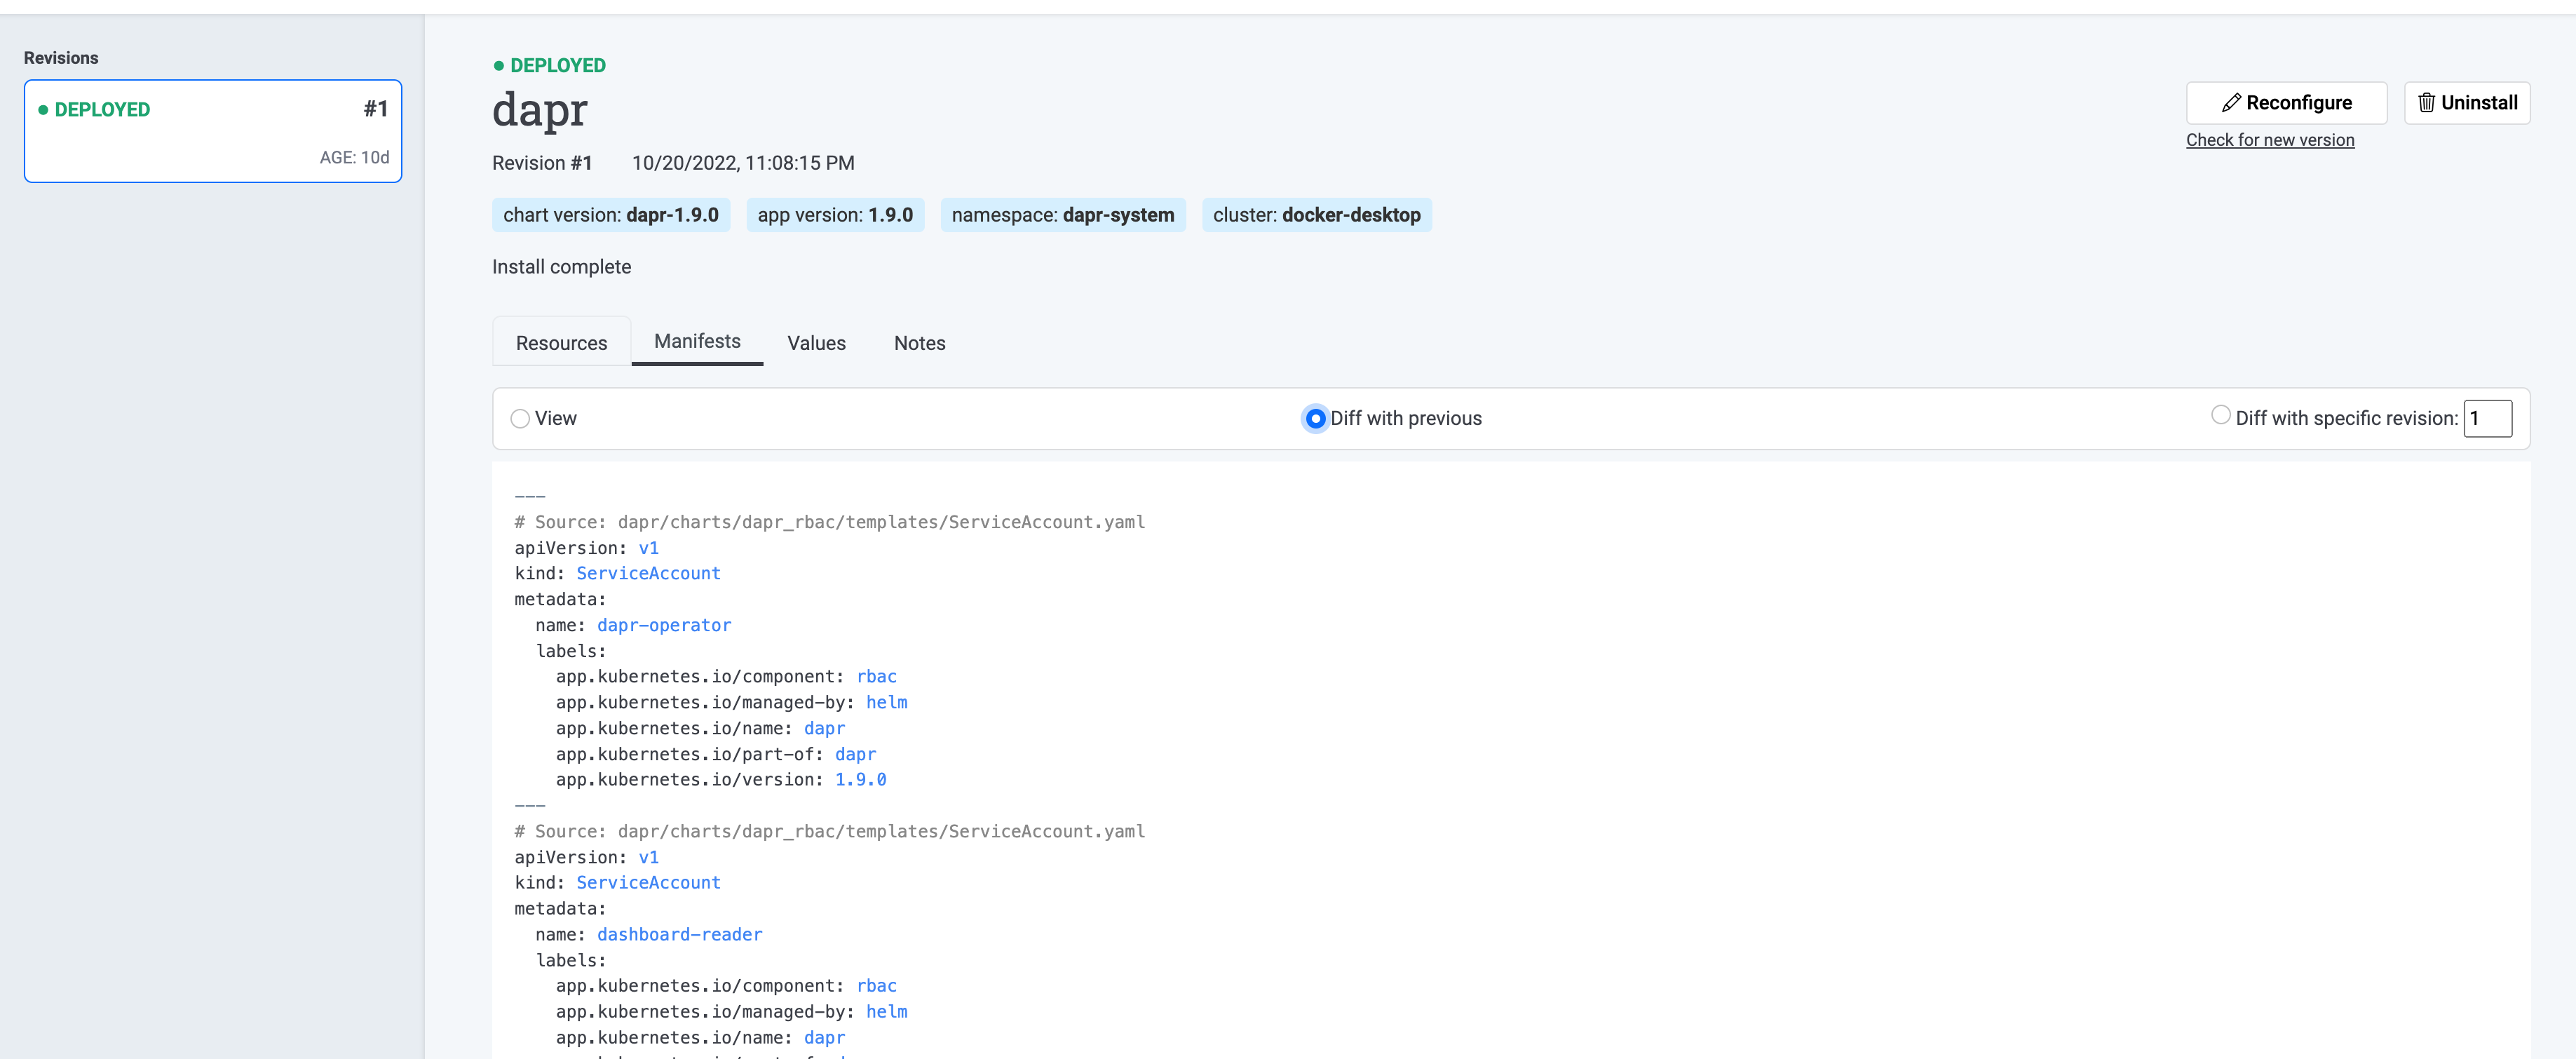 Revisions
DEPLOYED #1
AGE: 10d
DEPLOYED
dapr
Revision #1 10/20/2022, 11:08:15 PM
Reconfigure
Uninstall
Check for new version
chart version: dapr-1.9.0 app version: 1.9.0 namespace: dapr-system cluster: docker-desktop
Install complete
Resources Manifests Values Notes
View Diff with previous Diff with specific revision: 1
---
# Source: dapr/charts/dapr_rbac/templates/ServiceAccount.yaml
apiVersion: v1
kind: ServiceAccount
metadata:
  name: dapr-operator
  labels:
    app.kubernetes.io/component: rbac
    app.kubernetes.io/managed-by: helm
    app.kubernetes.io/name: dapr
    app.kubernetes.io/part-of: dapr
    app.kubernetes.io/version: 1.9.0
---
# Source: dapr/charts/dapr_rbac/templates/ServiceAccount.yaml
apiVersion: v1
kind: ServiceAccount
metadata:
  name: dashboard-reader
  labels:
    app.kubernetes.io/component: rbac
    app.kubernetes.io/managed-by: helm
    app.kubernetes.io/name: dapr